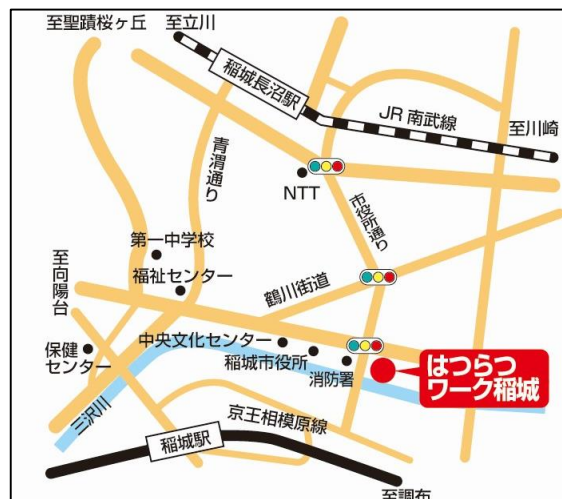 至聖蹟桜ヶ丘
至立川
稲城長沼駅
JR 南武線
至川崎
青渭通り
NTT
市役所通り
第一中学校
福祉センター
至向陽台
鶴川街道
中央文化センター
稲城市役所
消防署
保健
センター
はつらつ
ワーク稲城
三沢川
京王相模原線
稲城駅
至調布